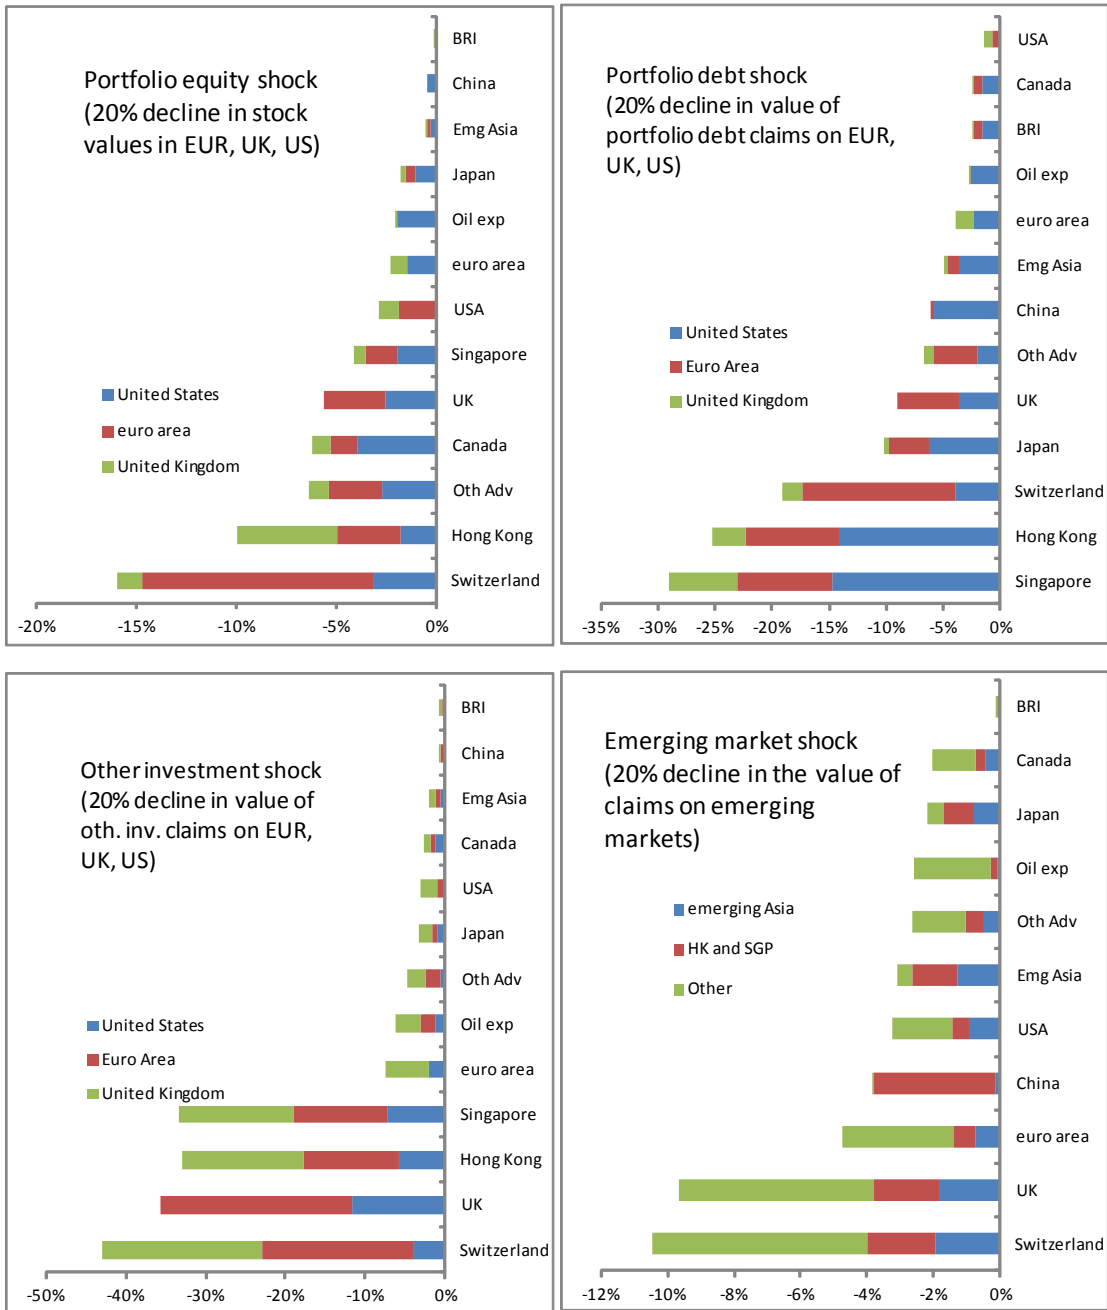 Portfolio equity shock
(20% decline in stock
values in EUR, UK, US)
BRI
China
Emg Asia
Japan
Oil exp
euro area
USA
Singapore
UK
Canada
Oth Adv
Hong Kong
Switzerland
United States
euro area
United Kingdom
-20% -15% -10% -5% 0%
Portfolio debt shock
(20% decline in value of
portfolio debt claims on EUR,
UK, US)
USA
Canada
BRI
Oil exp
euro area
Emg Asia
China
Oth Adv
UK
Japan
Switzerland
Hong Kong
Singapore
United States
Euro Area
United Kingdom
-35% -30% -25% -20% -15% -10% -5% 0%
Other investment shock
(20% decline in value of
oth. inv. claims on EUR,
UK, US)
BRI
China
Emg Asia
Canada
USA
Japan
Oth Adv
Oil exp
euro area
Singapore
Hong Kong
UK
Switzerland
United States
Euro Area
United Kingdom
-50% -40% -30% -20% -10% 0%
Emerging market shock
(20% decline in the value of
claims on emerging
markets)
BRI
Canada
Japan
Oil exp
Oth Adv
Emg Asia
USA
China
euro area
UK
Switzerland
emerging Asia
HK and SGP
Other
-12% -10% -8% -6% -4% -2% 0%